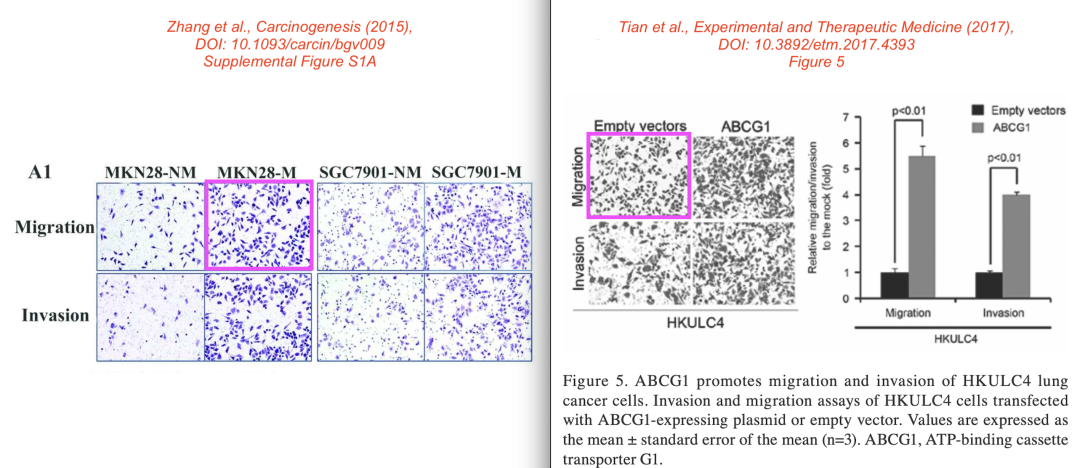 Zhang et al., Carcinogenesis (2015),
DOI: 10.1093/carcin/bgv009
Supplemental Figure S1A
A1
MKN28-NM MKN28-M SGC7901-NM SGC7901-M
Migration
Invasion
Tian et al., Experimental and Therapeutic Medicine (2017),
DOI: 10.3892/etm.2017.4393
Figure 5
Empty vectors ABCG1
Migration
Invasion
HKULC4
Relative migration/invasion
to the mock (fold)
7
6
5
4
3
2
1
0
p<0.01
p<0.01
Empty vectors
ABCG1
Migration Invasion
HKULC4
Figure 5. ABCG1 promotes migration and invasion of HKULC4 lung
cancer cells. Invasion and migration assays of HKULC4 cells transfected
with ABCG1-expressing plasmid or empty vector. Values are expressed as
the mean ± standard error of the mean (n=3). ABCG1, ATP-binding cassette
transporter G1.